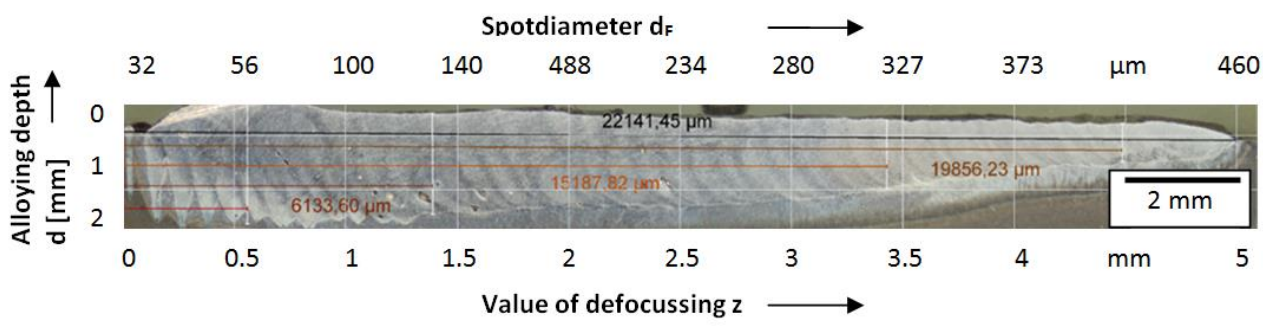 Spotdiameter dF
32 56 100 140 488 234 280 327 373 µm 460
Alloying depth
d [mm]
0
1
2
22141,45 µm
19856,23 µm
15187,82 µm
6133,60 µm
2 mm
0 0.5 1 1.5 2 2.5 3 3.5 4 mm 5
Value of defocussing z